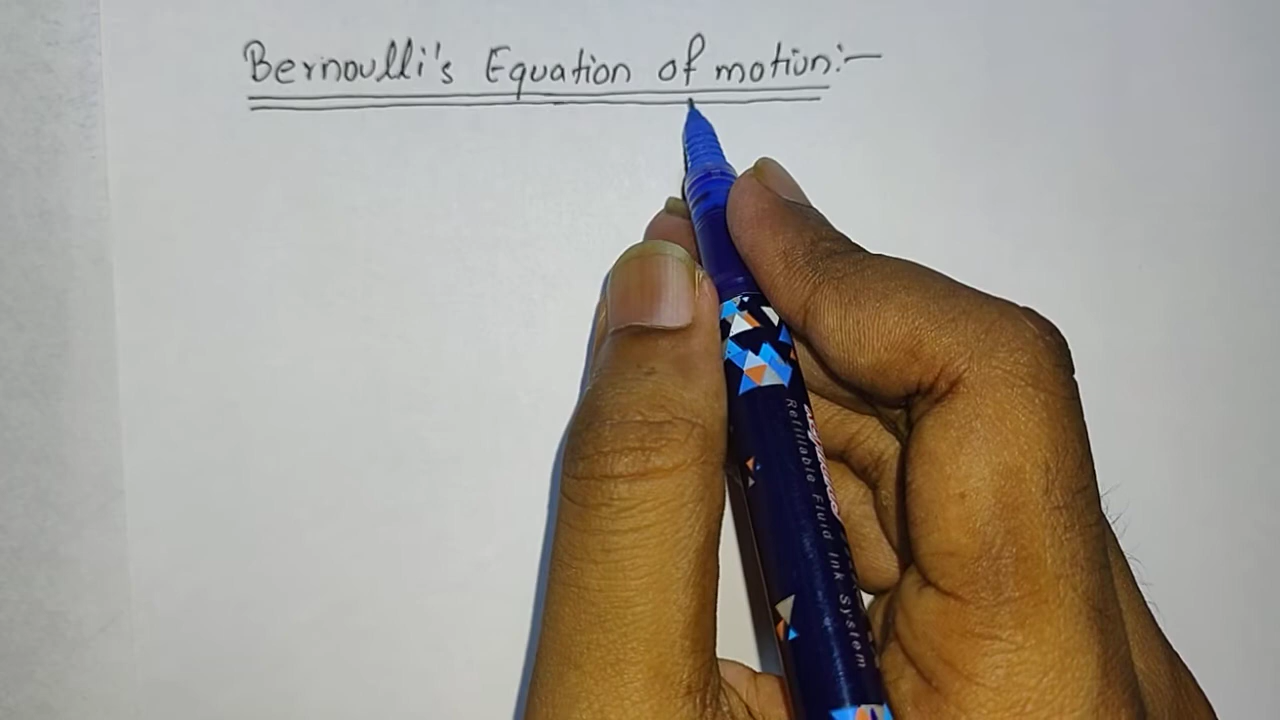 Bernoulli's Equation of motion:-
Refillable Fluid Ink System